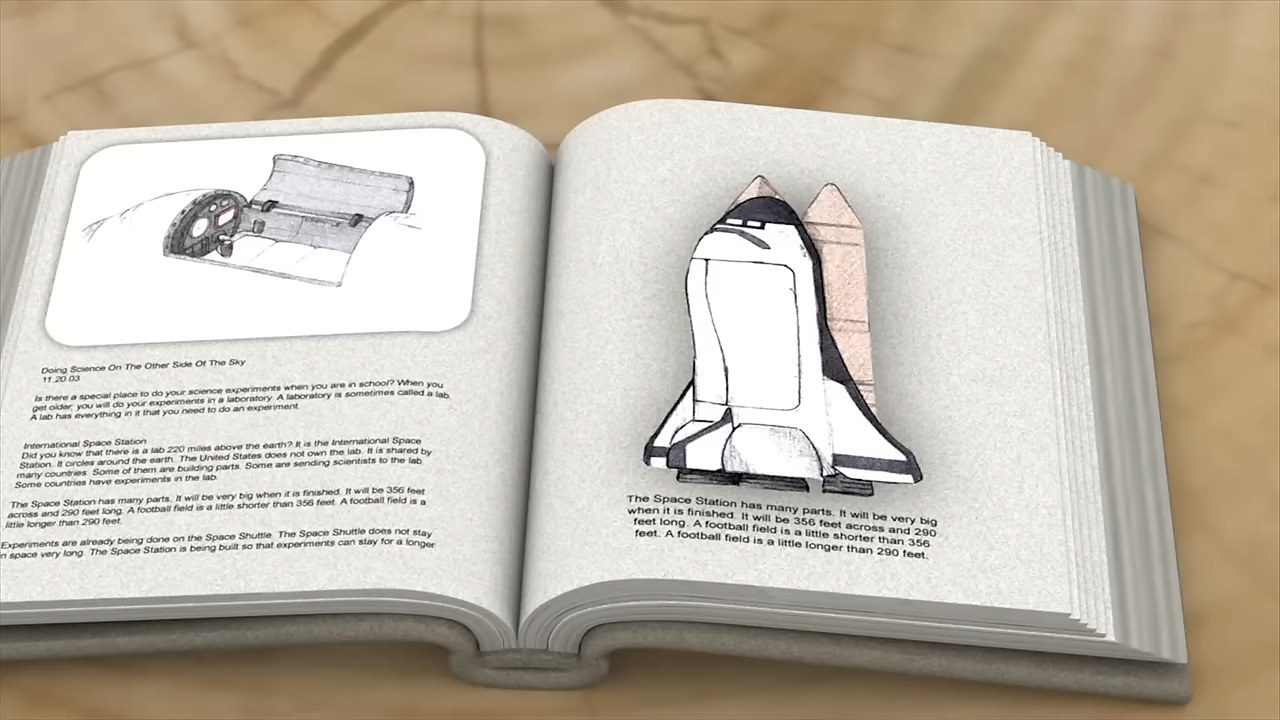 Doing Science On The Other Side Of The Sky
11.20.03
Is there a special place to do your science experiments when you are in school? When you
get older, you will do your experiments in a laboratory. A laboratory is sometimes called a lab.
A lab has everything in it that you need to do an experiment.
International Space Station
Did you know that there is a lab 220 miles above the earth? It is the International Space
Station. It circles around the earth. The United States does not own the lab. It is shared by
many countries. Some of them are building parts. Some are sending scientists to the lab.
Some countries have experiments in the lab.
The Space Station has many parts. It will be very big when it is finished. It will be 356 feet
across and 290 feet long. A football field is a little shorter than 356 feet. A football field is a
little longer than 290 feet.
Experiments are already being done on the Space Shuttle. The Space Shuttle does not stay
in space very long. The Space Station is being built so that experiments can stay for a longer
The Space Station has many parts. It will be very big
when it is finished. It will be 356 feet across and 290
feet long. A football field is a little shorter than 356
feet. A football field is a little longer than 290 feet.